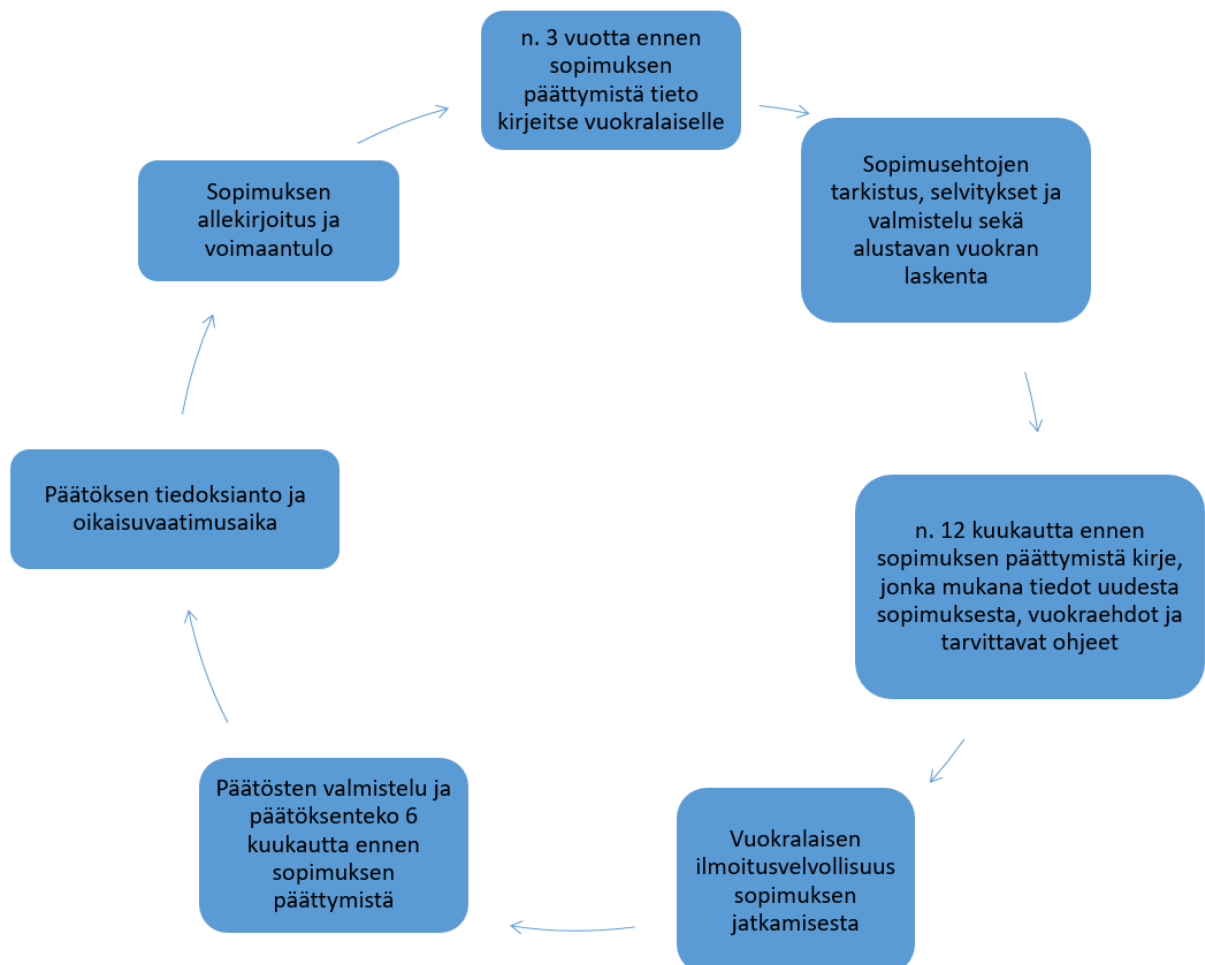 n. 3 vuotta ennen
sopimuksen
päättymistä tieto
kirjeitse vuokralaiselle
Sopimusehtojen
tarkistus, selvitykset ja
valmistelu sekä
alustavan vuokran
laskenta
n. 12 kuukautta ennen
sopimuksen päättymistä kirje,
jonka mukana tiedot uudesta
sopimuksesta, vuokraehdot ja
tarvittavat ohjeet
Vuokralaisen
ilmoitusvelvollisuus
sopimuksen
jatkamisesta
Päätösten valmistelu ja
päätöksenteko 6
kuukautta ennen
sopimuksen
päättymistä
Päätöksen tiedoksianto ja
oikaisuvaatimusaika
Sopimuksen
allekirjoitus ja
voimaantulo